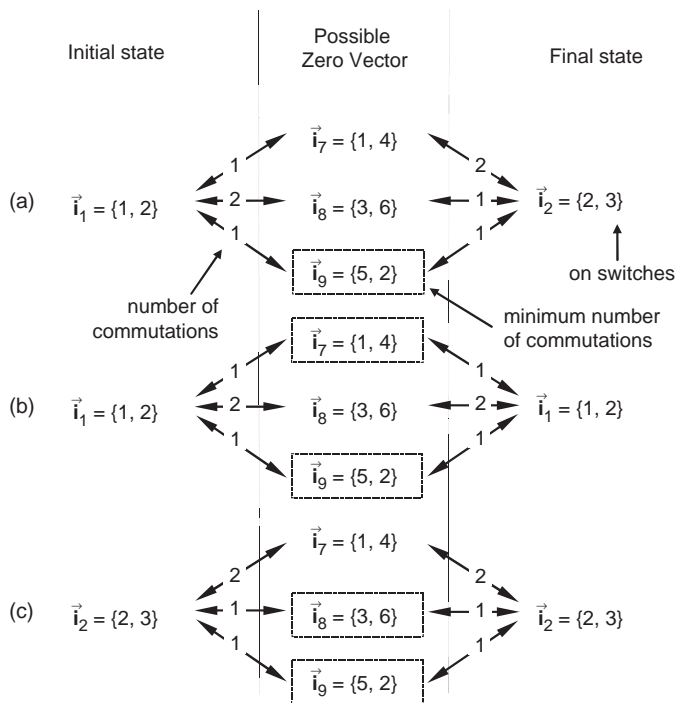 Initial state
Possible
Zero Vector
Final state
i⃗7 = {1, 4}
1
2
(a)
i⃗1 = {1, 2}
2
i⃗8 = {3, 6}
1
i⃗2 = {2, 3}
1
1
i⃗9 = {5, 2}
on switches
number of
commutations
minimum number
of commutations
i⃗7 = {1, 4}
1
1
(b)
i⃗1 = {1, 2}
2
i⃗8 = {3, 6}
2
i⃗1 = {1, 2}
1
1
i⃗9 = {5, 2}
i⃗7 = {1, 4}
2
2
(c)
i⃗2 = {2, 3}
1
i⃗8 = {3, 6}
1
i⃗2 = {2, 3}
1
1
i⃗9 = {5, 2}